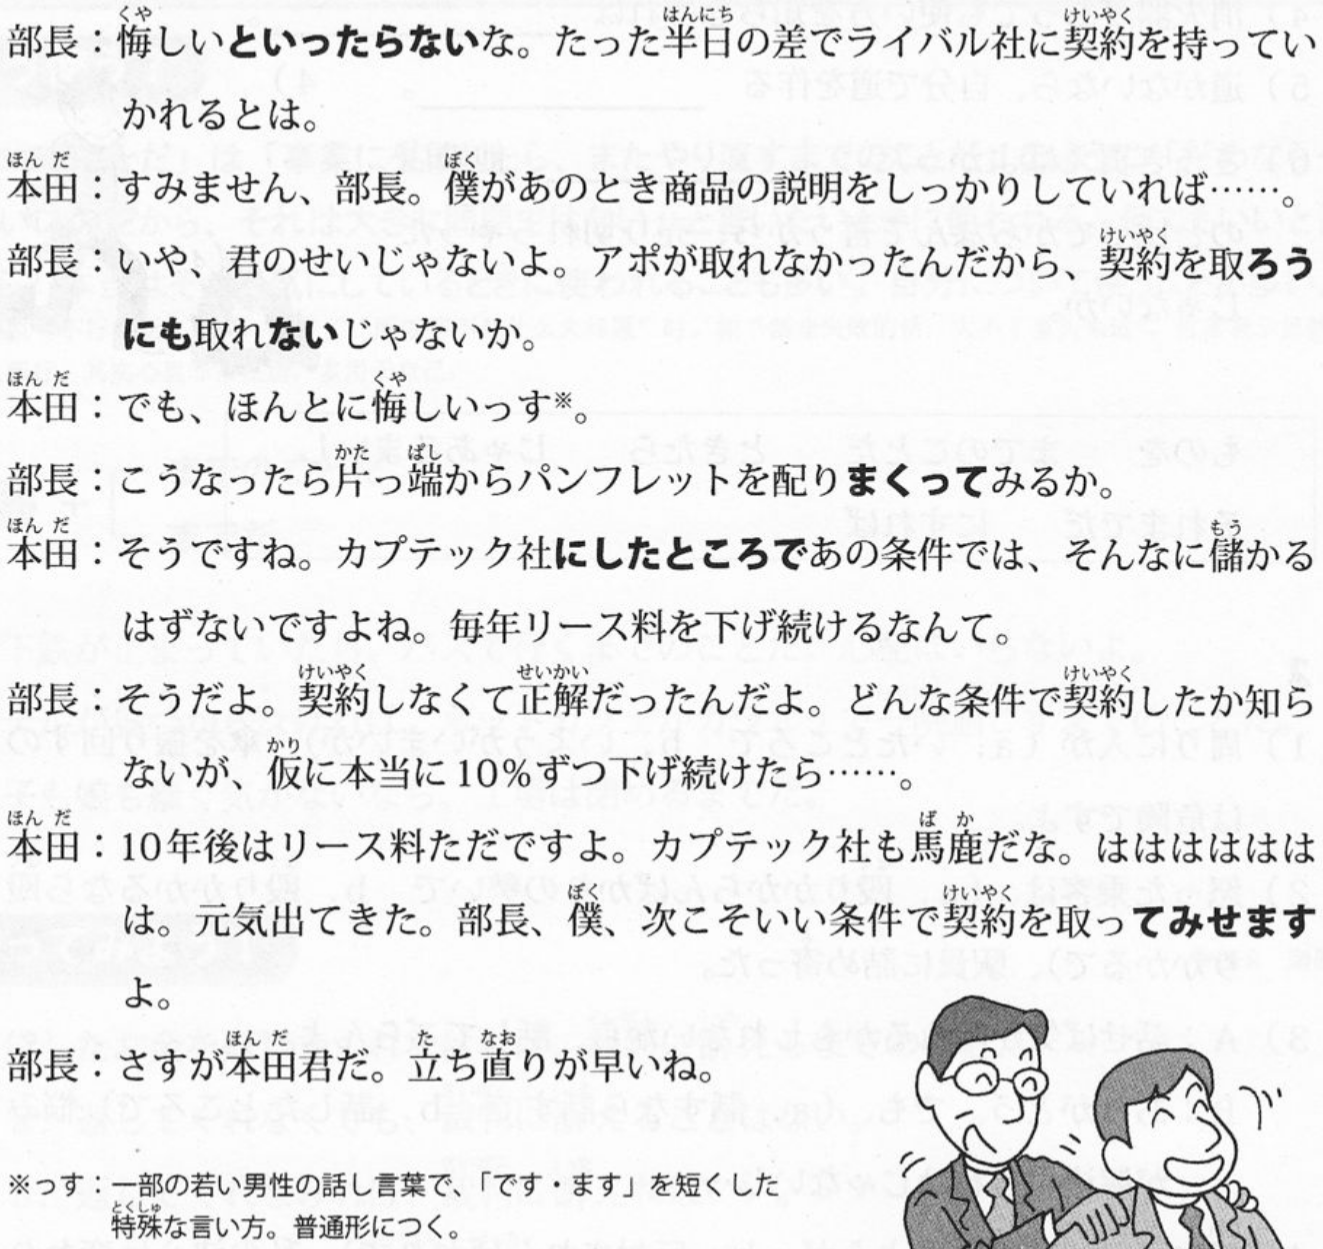 部長：悔しいといったらないな。たった半日の差でライバル社に契約を持ってい
かれるとは。
本田：すみません、部長。僕があのとき商品の説明をしっかりしていれば……。
部長：いや、君のせいじゃないよ。アポが取れなかったんだから、契約を取ろう
にも取れないじゃないか。
本田：でも、ほんとに悔しいっす※。
部長：こうなったら片っ端からパンフレットを配りまくってみるか。
本田：そうですね。カプテック社にしたところであの条件では、そんなに儲かる
はずないですよね。毎年リース料を下げ続けるなんて。
部長：そうだよ。契約しなくて正解だったんだよ。どんな条件で契約したか知ら
ないが、仮に本当に10%ずつ下げ続けたら……。
本田：10年後はリース料ただですよ。カプテック社も馬鹿だな。はははははは
は。元気出てきた。部長、僕、次こそいい条件で契約を取ってみせます
よ。
部長：さすが本田君だ。立ち直りが早いね。
※っす：一部の若い男性の話し言葉で、「です・ます」を短くした
特殊な言い方。普通形につく。